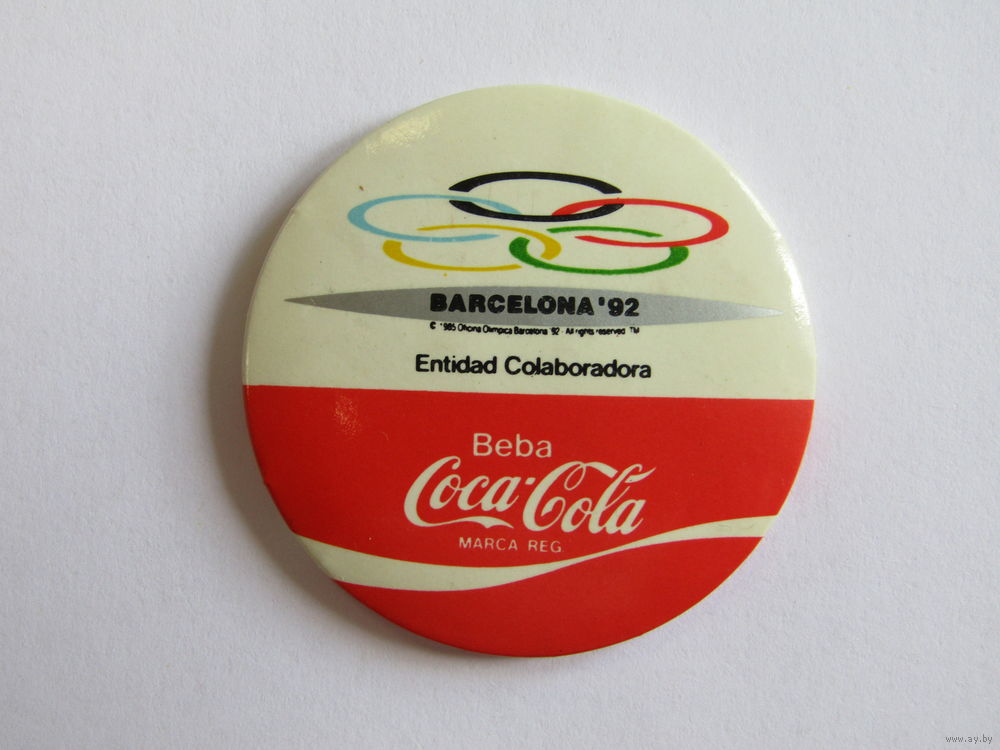 BARCELONA '92
© 1985 Oficina Olímpica Barcelona '92 · All rights reserved TM
Entidad Colaboradora
Beba
Coca-Cola
MARCA REG
www.ay.by